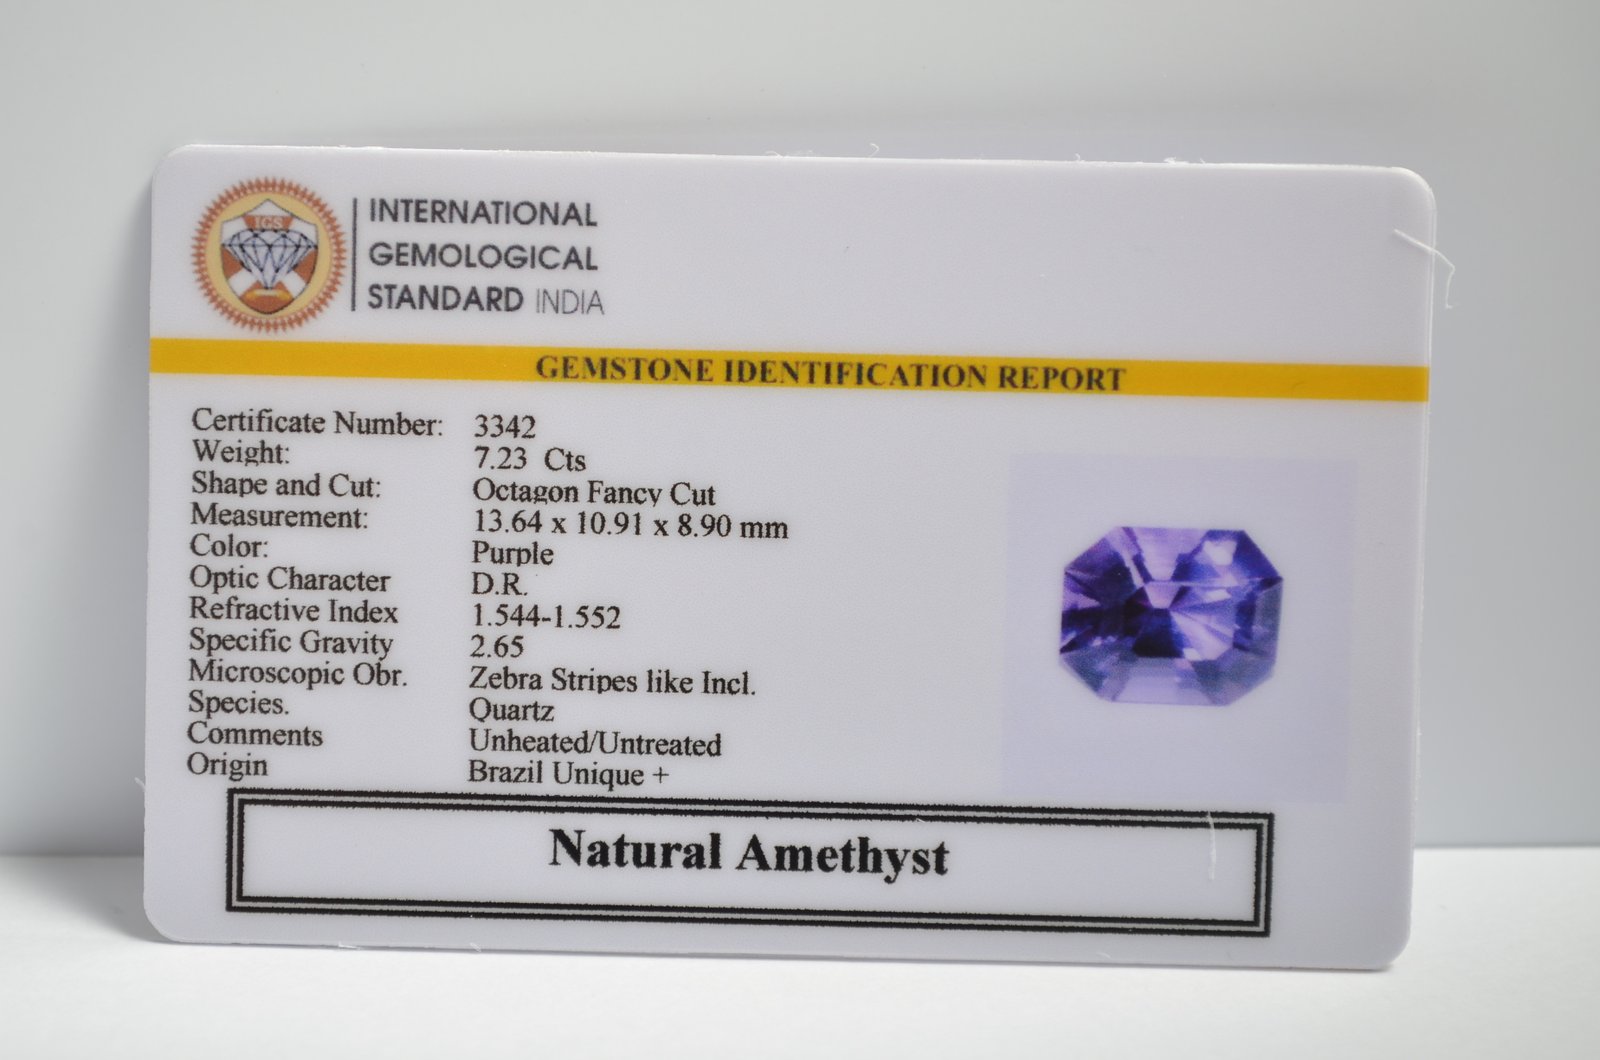 IGS
INTERNATIONAL
GEMOLOGICAL
STANDARD INDIA
GEMSTONE IDENTIFICATION REPORT
Certificate Number: 3342
Weight: 7.23 Cts
Shape and Cut: Octagon Fancy Cut
Measurement: 13.64 x 10.91 x 8.90 mm
Color: Purple
Optic Character D.R.
Refractive Index 1.544-1.552
Specific Gravity 2.65
Microscopic Obr. Zebra Stripes like Incl.
Species. Quartz
Comments Unheated/Untreated
Origin Brazil Unique +
Natural Amethyst